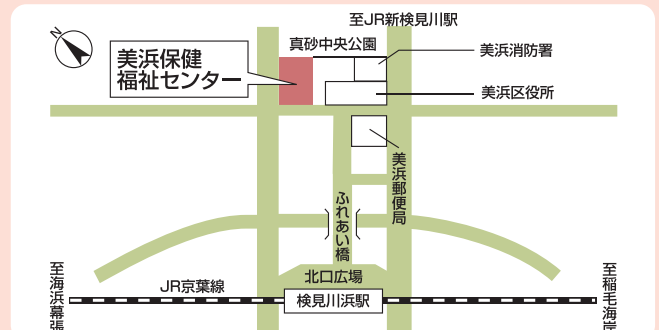 至JR新検見川駅
N
真砂中央公園
美浜消防署
美浜保健
福祉センター
美浜区役所
美浜郵便局
ふれあい橋
北口広場
至海浜幕張
JR京葉線
検見川浜駅
至稲毛海岸